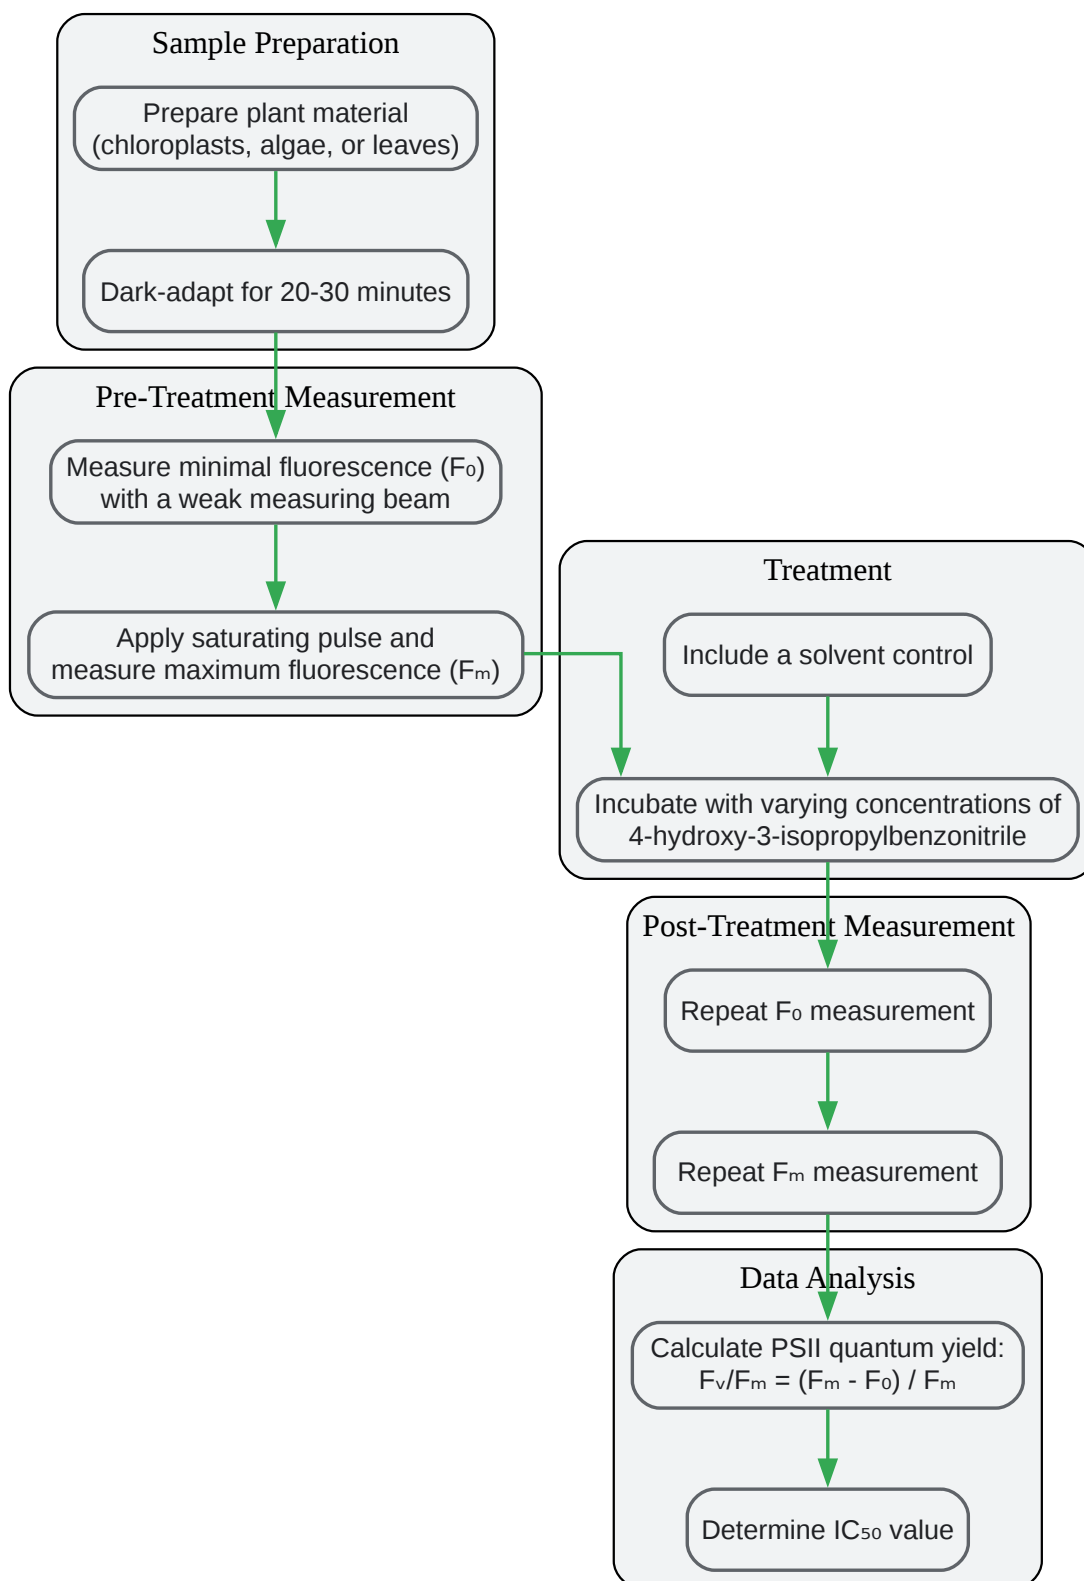 Sample Preparation
Prepare plant material
(chloroplasts, algae, or leaves)
Dark-adapt for 20-30 minutes
Pre-Treatment Measurement
Measure minimal fluorescence (F₀)
with a weak measuring beam
Apply saturating pulse and
measure maximum fluorescence (Fₘ)
Treatment
Include a solvent control
Incubate with varying concentrations of
4-hydroxy-3-isopropylbenzonitrile
Post-Treatment Measurement
Repeat F₀ measurement
Repeat Fₘ measurement
Data Analysis
Calculate PSII quantum yield:
Fᵥ/Fₘ = (Fₘ - F₀) / Fₘ
Determine IC₅₀ value